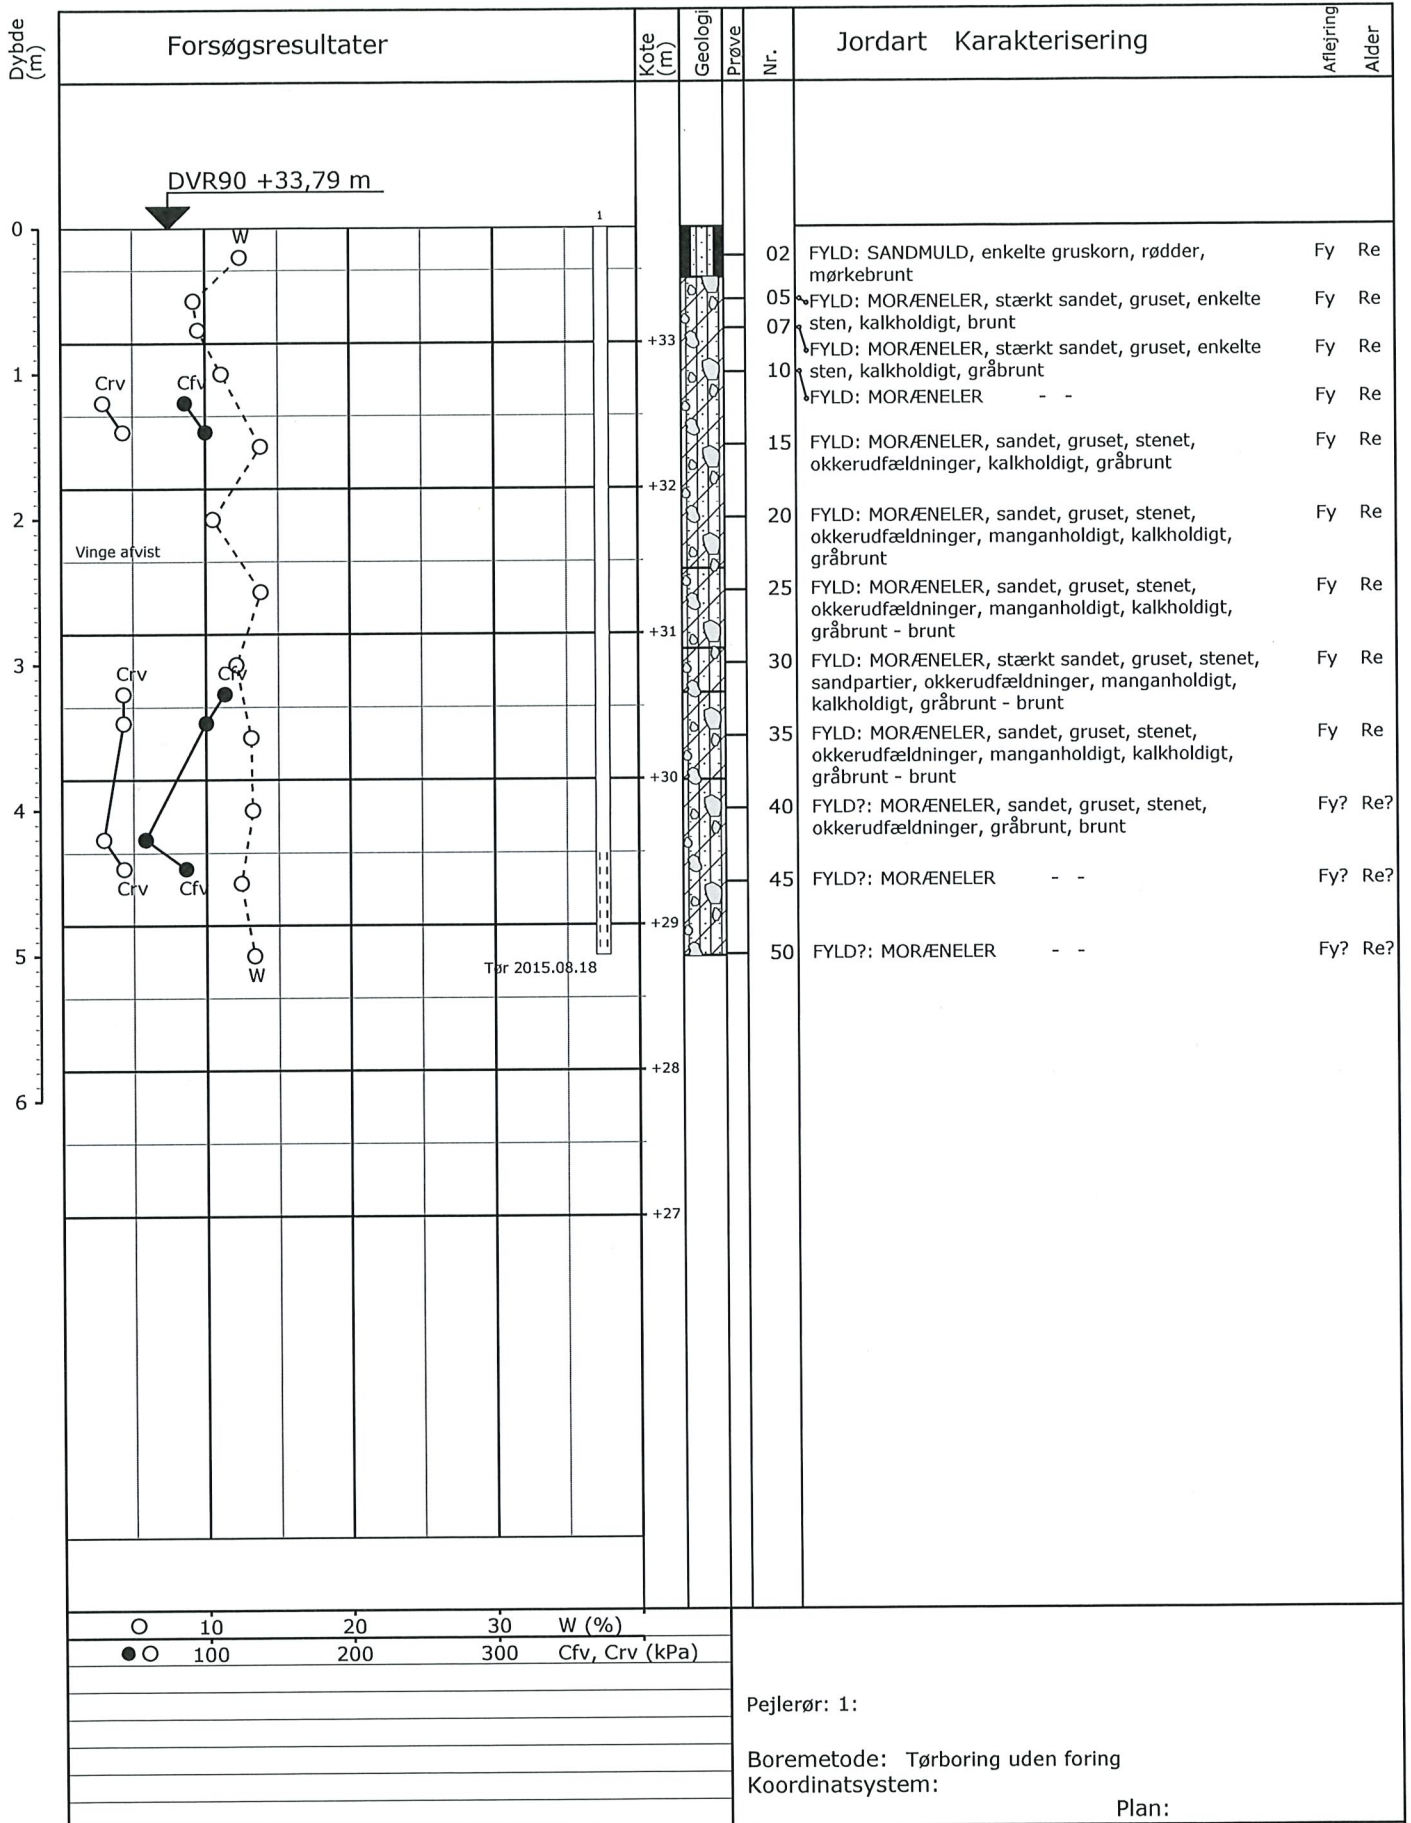 Dybde
(m)
Forsøgsresultater
Kote
(m)
Geologi
Prøve
Nr.
Jordart Karakterisering
Aflejring
Alder
DVR90 +33,79 m
1
0
W
02 FYLD: SANDMULD, enkelte gruskorn, rødder, Fy Re
mørkebrunt
05 FYLD: MORÆNELER, stærkt sandet, gruset, enkelte Fy Re
sten, kalkholdigt, brunt
07 FYLD: MORÆNELER, stærkt sandet, gruset, enkelte Fy Re
sten, kalkholdigt, gråbrunt
+33
1
10 FYLD: MORÆNELER - - Fy Re
Crv Cfv
15 FYLD: MORÆNELER, sandet, gruset, stenet, Fy Re
okkerudfældninger, kalkholdigt, gråbrunt
+32
2
20 FYLD: MORÆNELER, sandet, gruset, stenet, Fy Re
okkerudfældninger, manganholdigt, kalkholdigt,
gråbrunt
Vinge afvist
25 FYLD: MORÆNELER, sandet, gruset, stenet, Fy Re
okkerudfældninger, manganholdigt, kalkholdigt,
gråbrunt - brunt
+31
3
Crv Cfv
30 FYLD: MORÆNELER, stærkt sandet, gruset, stenet, Fy Re
sandpartier, okkerudfældninger, manganholdigt,
kalkholdigt, gråbrunt - brunt
35 FYLD: MORÆNELER, sandet, gruset, stenet, Fy Re
okkerudfældninger, manganholdigt, kalkholdigt,
gråbrunt - brunt
+30
4
40 FYLD?: MORÆNELER, sandet, gruset, stenet, Fy? Re?
okkerudfældninger, gråbrunt, brunt
Crv Cfv
45 FYLD?: MORÆNELER - - Fy? Re?
+29
5
50 FYLD?: MORÆNELER - - Fy? Re?
W
Tør 2015.08.18
+28
6
+27
10 20 30 W (%)
100 200 300 Cfv, Crv (kPa)
Pejlerør: 1:
Boremetode: Tørboring uden foring
Koordinatsystem:
Plan: